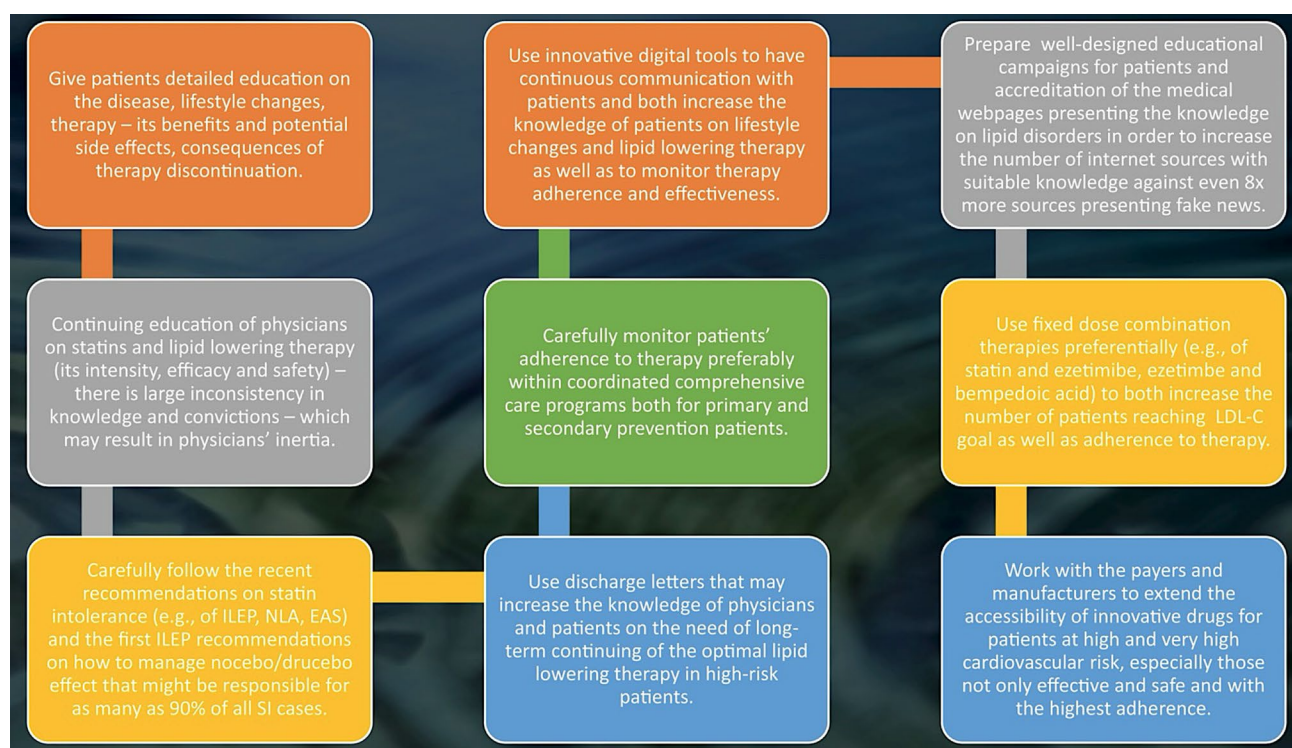 Give patients detailed education on
the disease, lifestyle changes,
therapy – its benefits and potential
side effects, consequences of
therapy discontinuation.
Continuing education of physicians
on statins and lipid lowering therapy
(its intensity, efficacy and safety) –
there is large inconsistency in
knowledge and convictions – which
may result in physicians’ inertia.
Carefully follow the recent
recommendations on statin
intolerance (e.g., of ILEP, NLA, EAS)
and the first ILEP recommendations
on how to manage nocebo/drucebo
effect that might be responsible for
as many as 90% of all SI cases.
Use discharge letters that may
increase the knowledge of physicians
and patients on the need of long-
term continuing of the optimal lipid
lowering therapy in high-risk
patients.
Carefully monitor patients’
adherence to therapy preferably
within coordinated comprehensive
care programs both for primary and
secondary prevention patients.
Use innovative digital tools to have
continuous communication with
patients and both increase the
knowledge of patients on lifestyle
changes and lipid lowering therapy
as well as to monitor therapy
adherence and effectiveness.
Prepare well-designed educational
campaigns for patients and
accreditation of the medical
webpages presenting the knowledge
on lipid disorders in order to increase
the number of internet sources with
suitable knowledge against even 8x
more sources presenting fake news.
Use fixed dose combination
therapies preferentially (e.g., of
statin and ezetimibe, ezetimbe and
bempedoic acid) to both increase the
number of patients reaching LDL-C
goal as well as adherence to therapy.
Work with the payers and
manufacturers to extend the
accessibility of innovative drugs for
patients at high and very high
cardiovascular risk, especially those
not only effective and safe and with
the highest adherence.